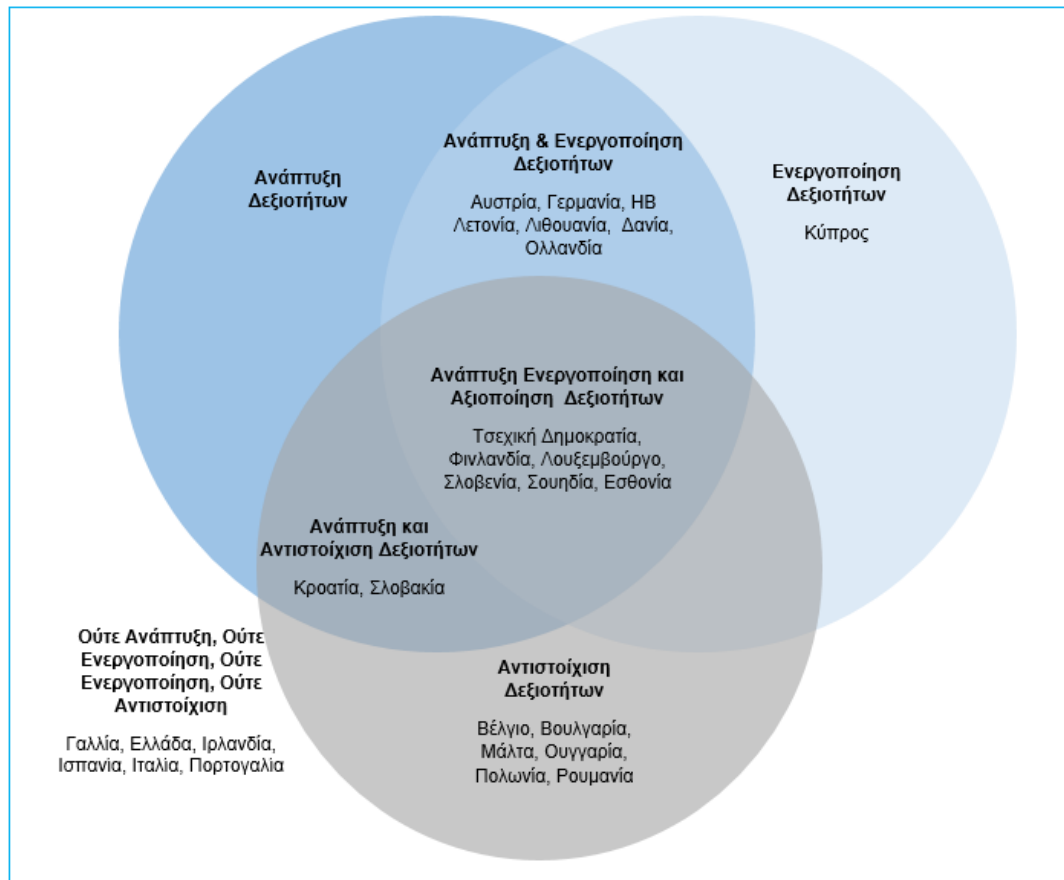 Ανάπτυξη
Δεξιοτήτων
Ανάπτυξη & Ενεργοποίηση
Δεξιοτήτων
Αυστρία, Γερμανία, ΗΒ
Λετονία, Λιθουανία, Δανία,
Ολλανδία
Ενεργοποίηση
Δεξιοτήτων
Κύπρος
Ανάπτυξη Ενεργοποίηση και
Αξιοποίηση Δεξιοτήτων
Τσεχική Δημοκρατία,
Φινλανδία, Λουξεμβούργο,
Σλοβενία, Σουηδία, Εσθονία
Ανάπτυξη και
Αντιστοίχιση Δεξιοτήτων
Κροατία, Σλοβακία
Ούτε Ανάπτυξη, Ούτε
Ενεργοποίηση, Ούτε
Ενεργοποίηση, Ούτε
Αντιστοίχιση
Γαλλία, Ελλάδα, Ιρλανδία,
Ισπανία, Ιταλία, Πορτογαλία
Αντιστοίχιση
Δεξιοτήτων
Βέλγιο, Βουλγαρία,
Μάλτα, Ουγγαρία,
Πολωνία, Ρουμανία